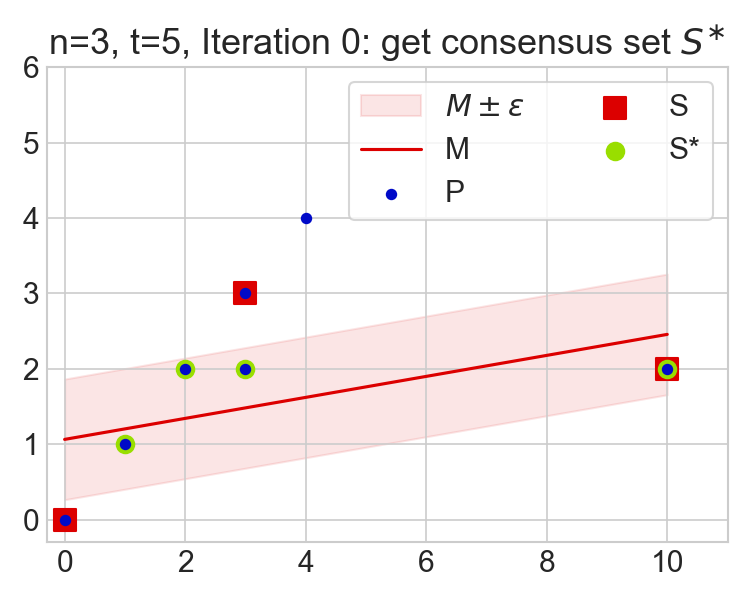 n=3, t=5, Iteration 0: get consensus set S*
M ± ε
M
P
S
S*
6
5
4
3
2
1
0
0 2 4 6 8 10